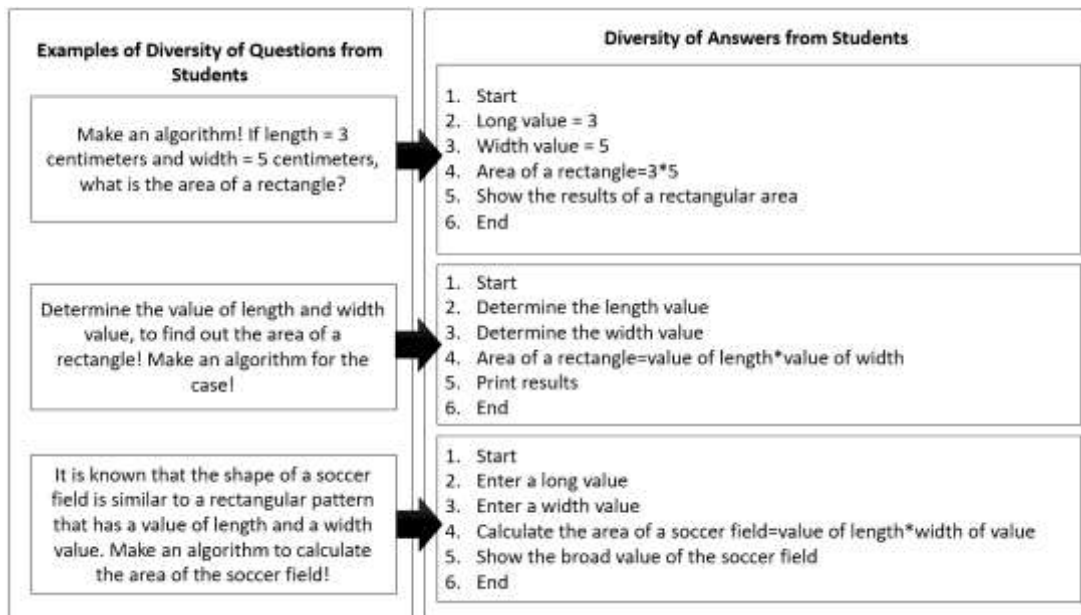 Examples of Diversity of Questions from
Students
Make an algorithm! If length = 3
centimeters and width = 5 centimeters,
what is the area of a rectangle?
Determine the value of length and width
value, to find out the area of a
rectangle! Make an algorithm for the
case!
It is known that the shape of a soccer
field is similar to a rectangular pattern
that has a value of length and a width
value. Make an algorithm to calculate
the area of the soccer field!
Diversity of Answers from Students
1. Start
2. Long value = 3
3. Width value = 5
4. Area of a rectangle=3*5
5. Show the results of a rectangular area
6. End
1. Start
2. Determine the length value
3. Determine the width value
4. Area of a rectangle=value of length*value of width
5. Print results
6. End
1. Start
2. Enter a long value
3. Enter a width value
4. Calculate the area of a soccer field=value of length*width of value
5. Show the broad value of the soccer field
6. End